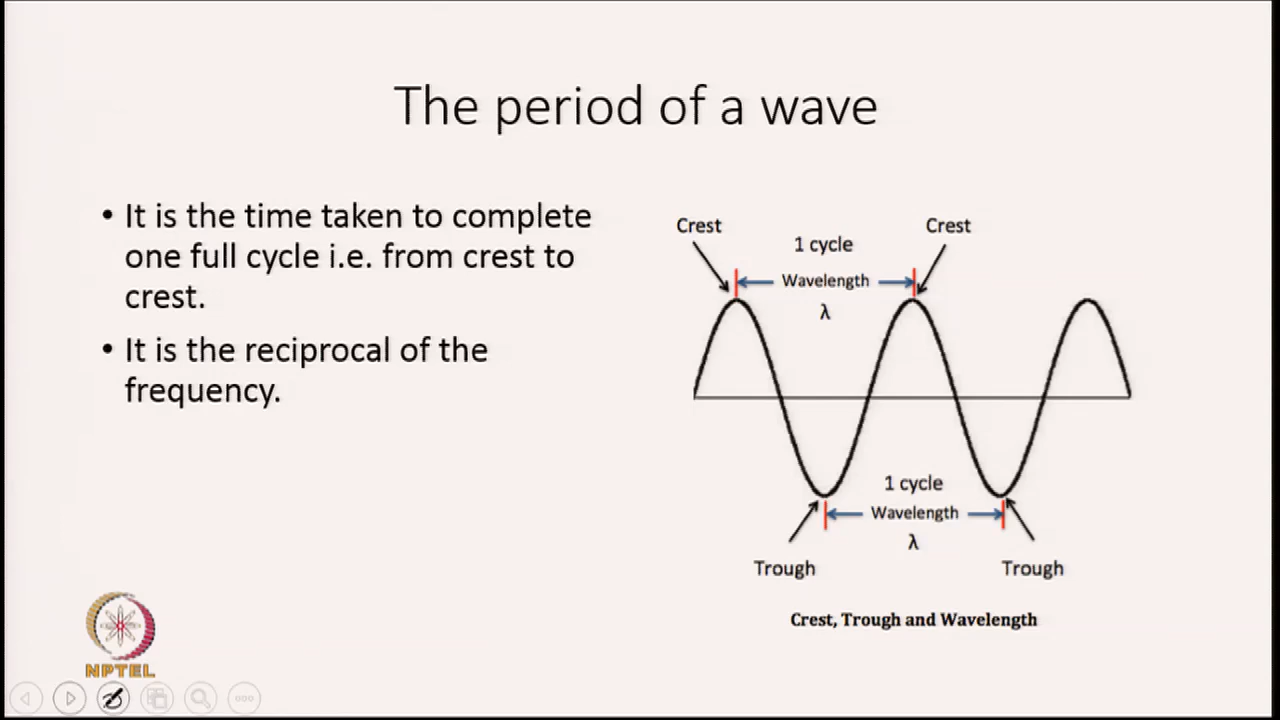 The period of a wave
• It is the time taken to complete
one full cycle i.e. from crest to
crest.
• It is the reciprocal of the
frequency.
Crest
Crest
1 cycle
Wavelength
λ
1 cycle
Wavelength
λ
Trough
Trough
Crest, Trough and Wavelength
NPTEL